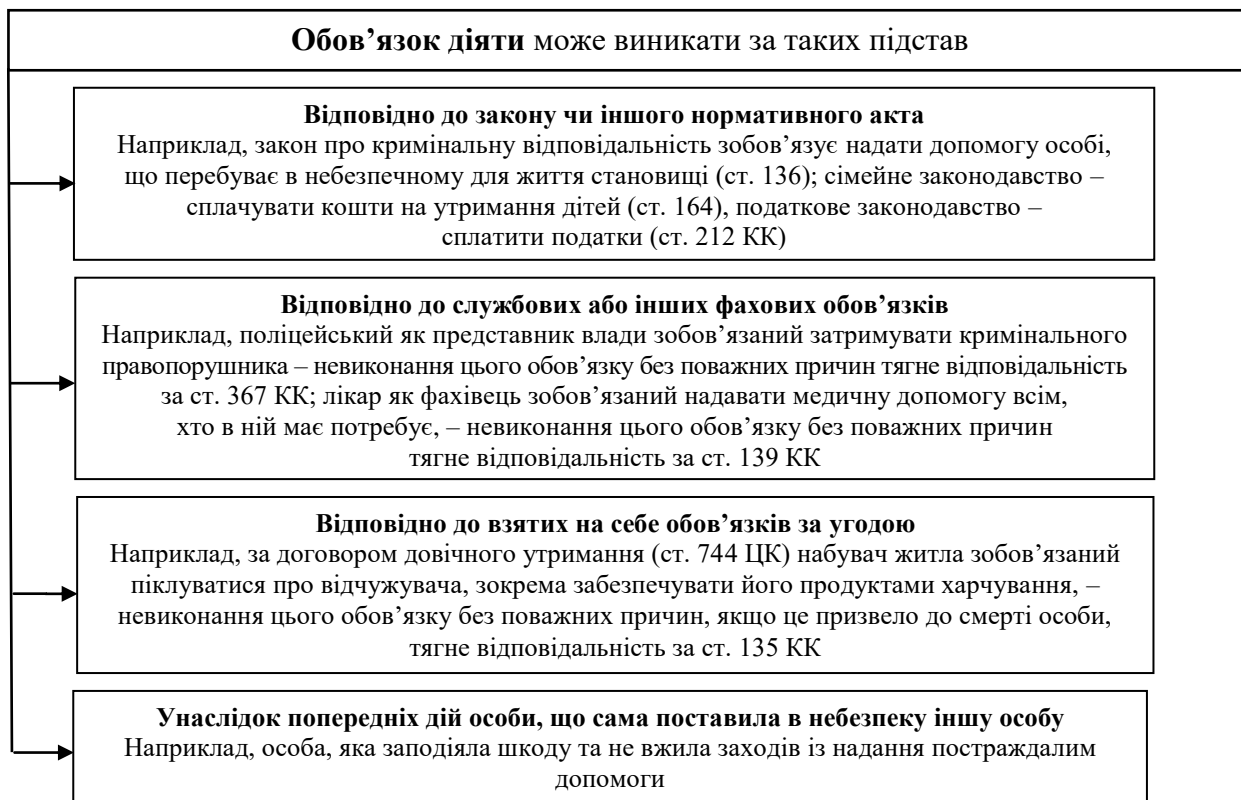 Обов’язок діяти може виникати за таких підстав
Відповідно до закону чи іншого нормативного акта
Наприклад, закон про кримінальну відповідальність зобов’язує надати допомогу особі,
що перебуває в небезпечному для життя становищі (ст. 136); сімейне законодавство –
сплачувати кошти на утримання дітей (ст. 164), податкове законодавство –
сплатити податки (ст. 212 КК)
Відповідно до службових або інших фахових обов’язків
Наприклад, поліцейський як представник влади зобов’язаний затримувати кримінального
правопорушника – невиконання цього обов’язку без поважних причин тягне відповідальність
за ст. 367 КК; лікар як фахівець зобов’язаний надавати медичну допомогу всім,
хто в ній має потребує, – невиконання цього обов’язку без поважних причин
тягне відповідальність за ст. 139 КК
Відповідно до взятих на себе обов’язків за угодою
Наприклад, за договором довічного утримання (ст. 744 ЦК) набувач житла зобов’язаний
піклуватися про відчужувача, зокрема забезпечувати його продуктами харчування, –
невиконання цього обов’язку без поважних причин, якщо це призвело до смерті особи,
тягне відповідальність за ст. 135 КК
Унаслідок попередніх дій особи, що сама поставила в небезпеку іншу особу
Наприклад, особа, яка заподіяла шкоду та не вжила заходів із надання постраждалим
допомоги